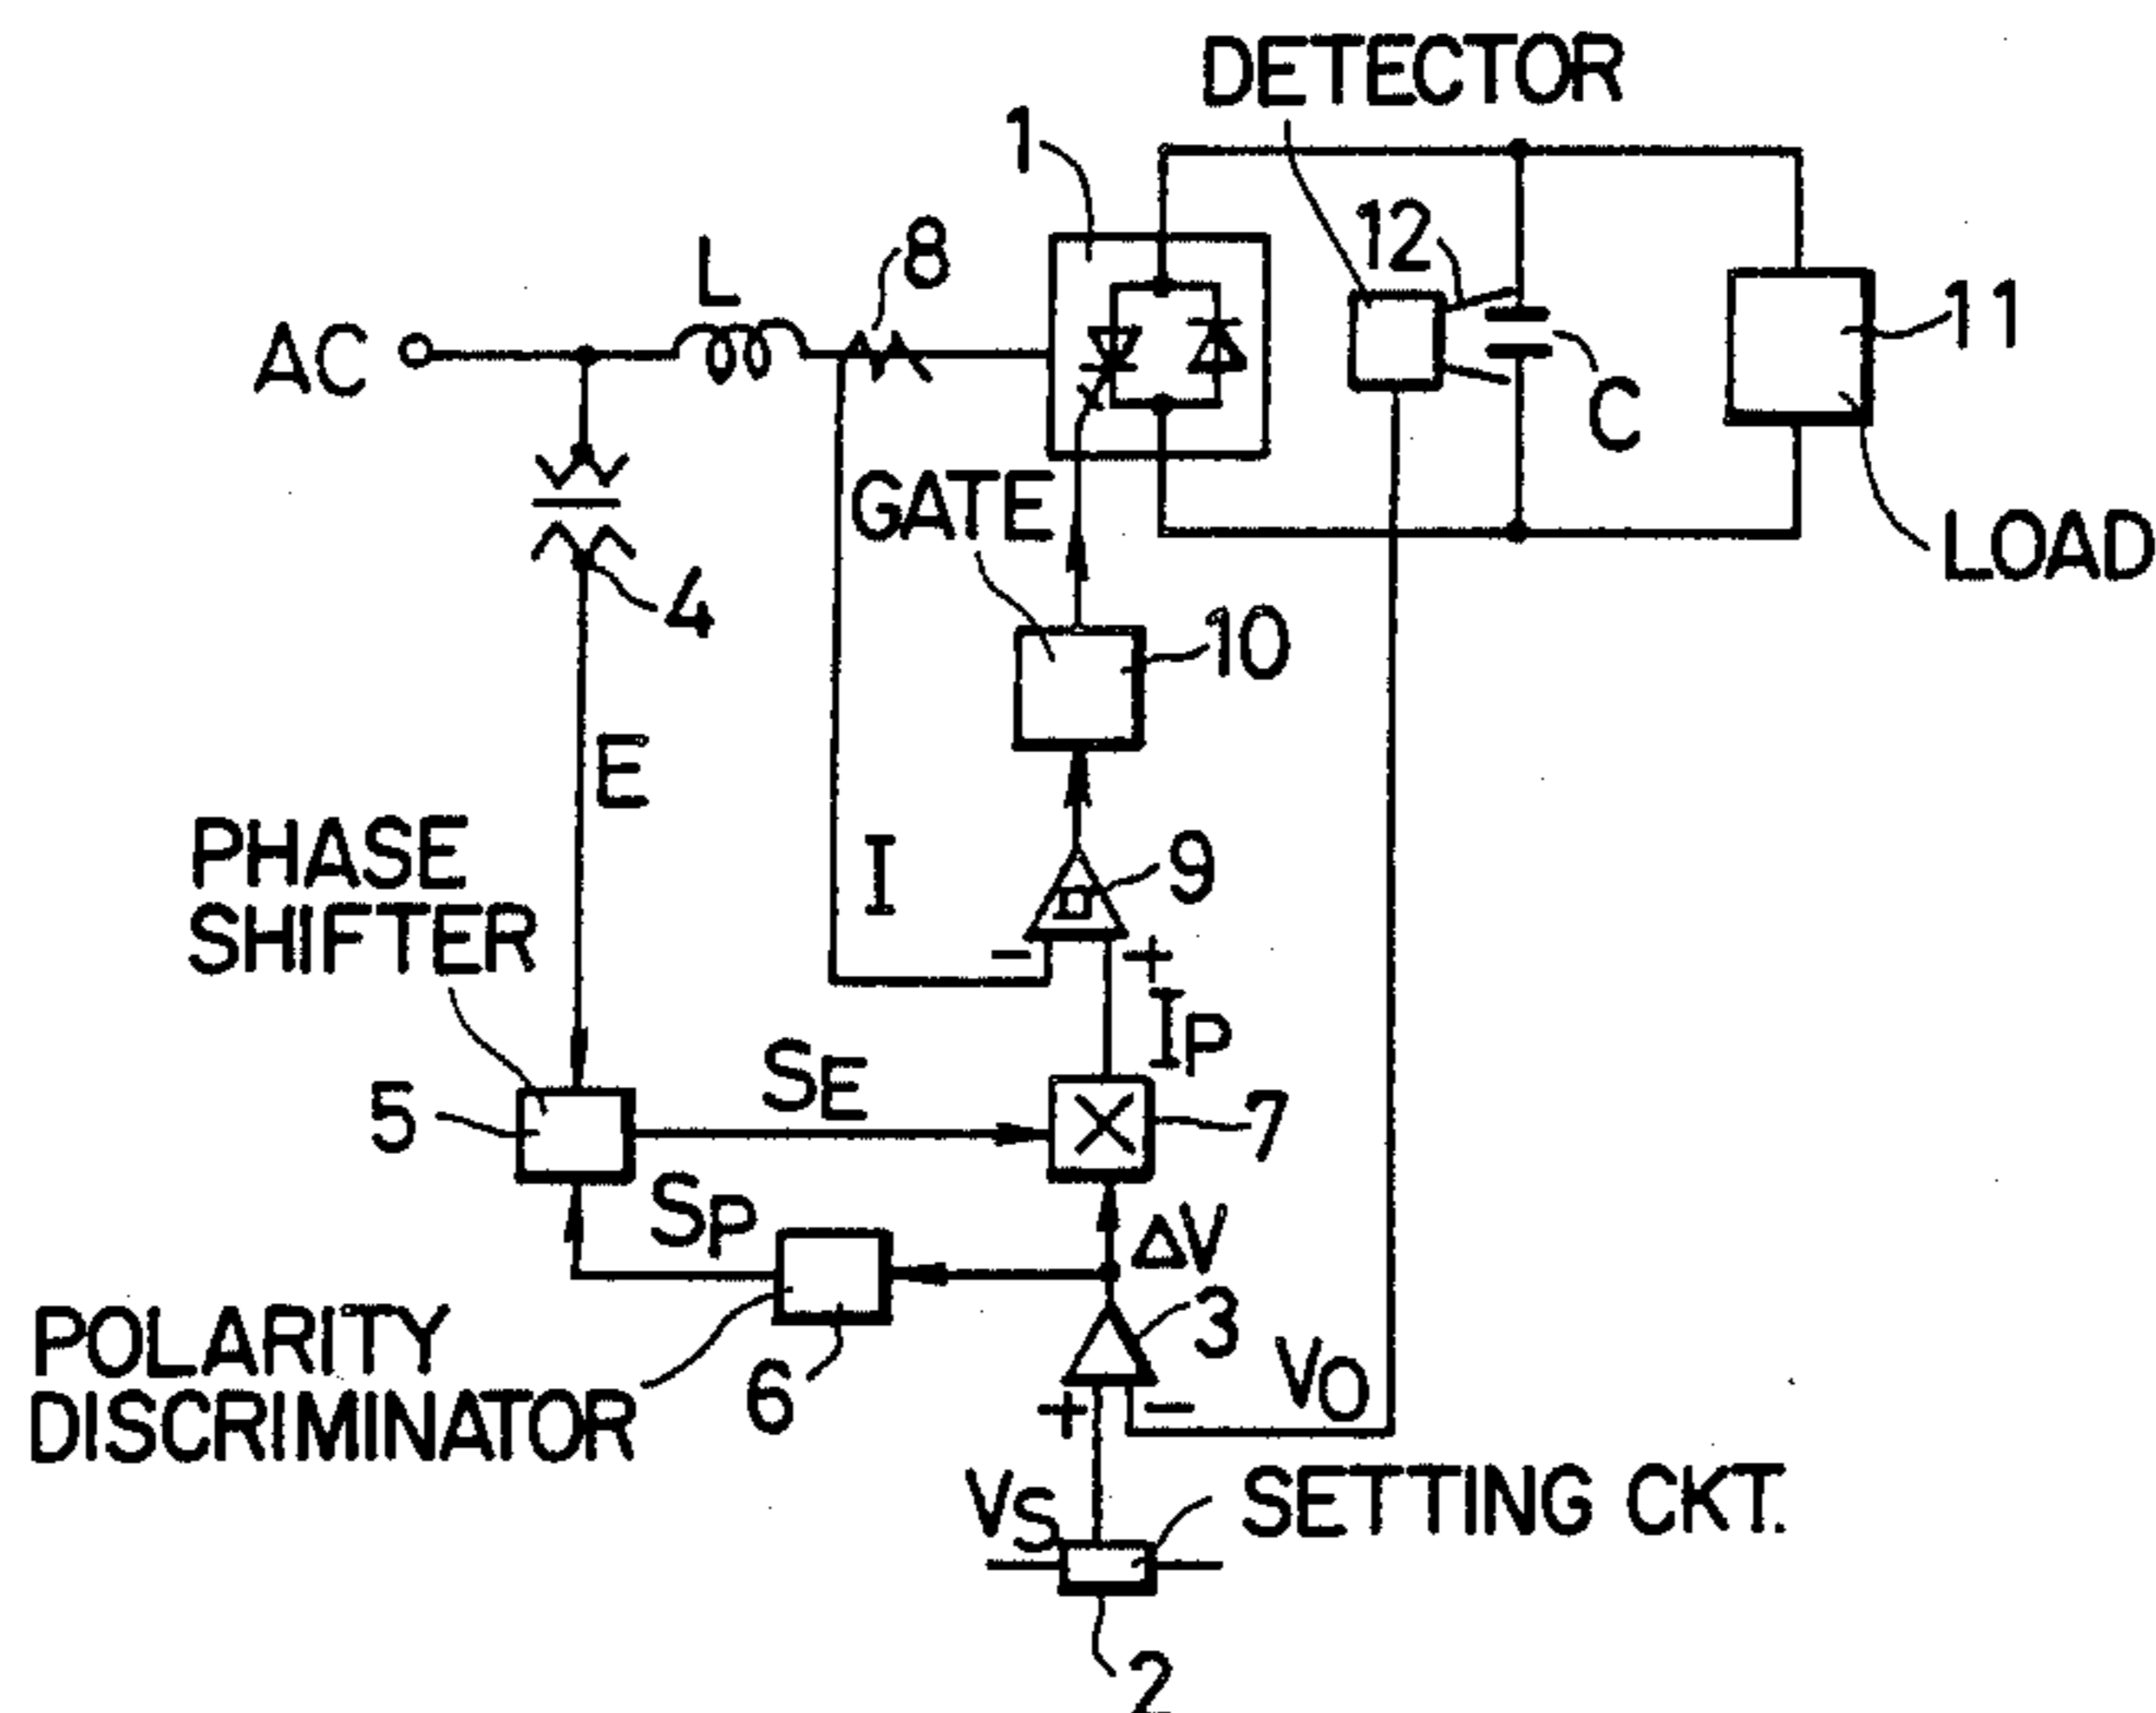 DETECTOR
1
12
8
L
AC
11
C
GATE
LOAD
4
10
E
PHASE
SHIFTER
I
9
-
+
IP
SE
5
7
SP
ΔV
POLARITY
DISCRIMINATOR
6
3
VO
+
-
VS
SETTING CKT.
2